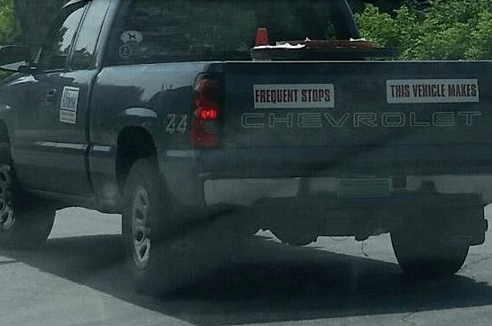 FREQUENT STOPS
THIS VEHICLE MAKES
4x4
CHEVROLET